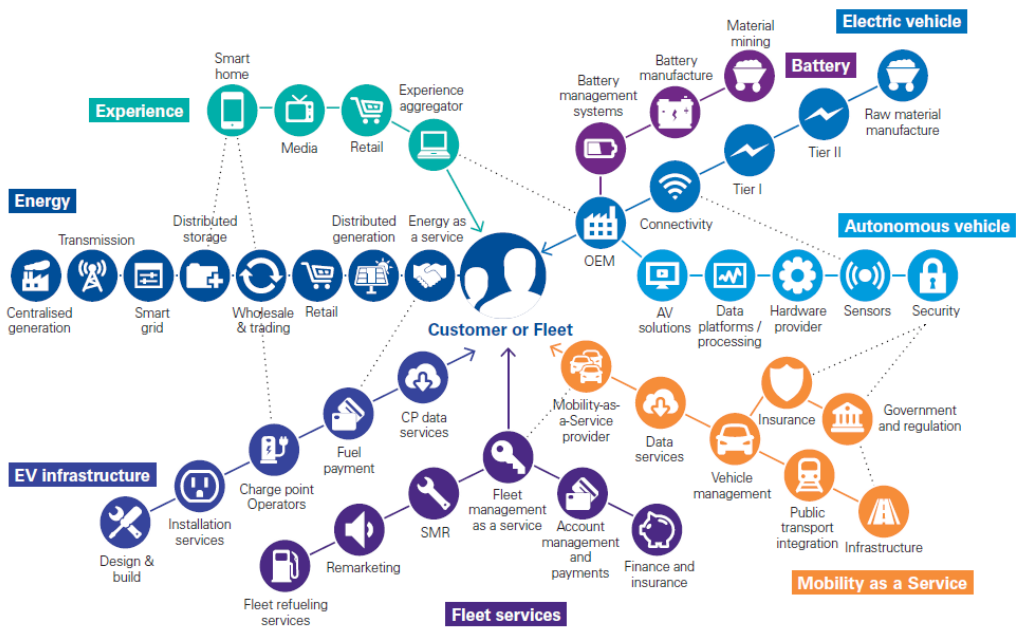 Electric vehicle
Material
mining
Battery
Battery
manufacture
Battery
management
systems
Raw material
manufacture
Tier II
Tier I
Connectivity
OEM
Smart
home
Experience
Media
Retail
Experience
aggregator
Energy
Centralised
generation
Transmission
Smart
grid
Distributed
storage
Wholesale
& trading
Retail
Distributed
generation
Energy as
a service
Customer or Fleet
Autonomous vehicle
AV
solutions
Data
platforms /
processing
Hardware
provider
Sensors
Security
EV infrastructure
Design &
build
Installation
services
Charge point
Operators
Fuel
payment
CP data
services
Fleet refueling
services
Remarketing
SMR
Fleet
management
as a service
Account
management
and
payments
Finance and
insurance
Fleet services
Mobility-as-
a-Service
provider
Data
services
Vehicle
management
Insurance
Government
and regulation
Public
transport
integration
Infrastructure
Mobility as a Service